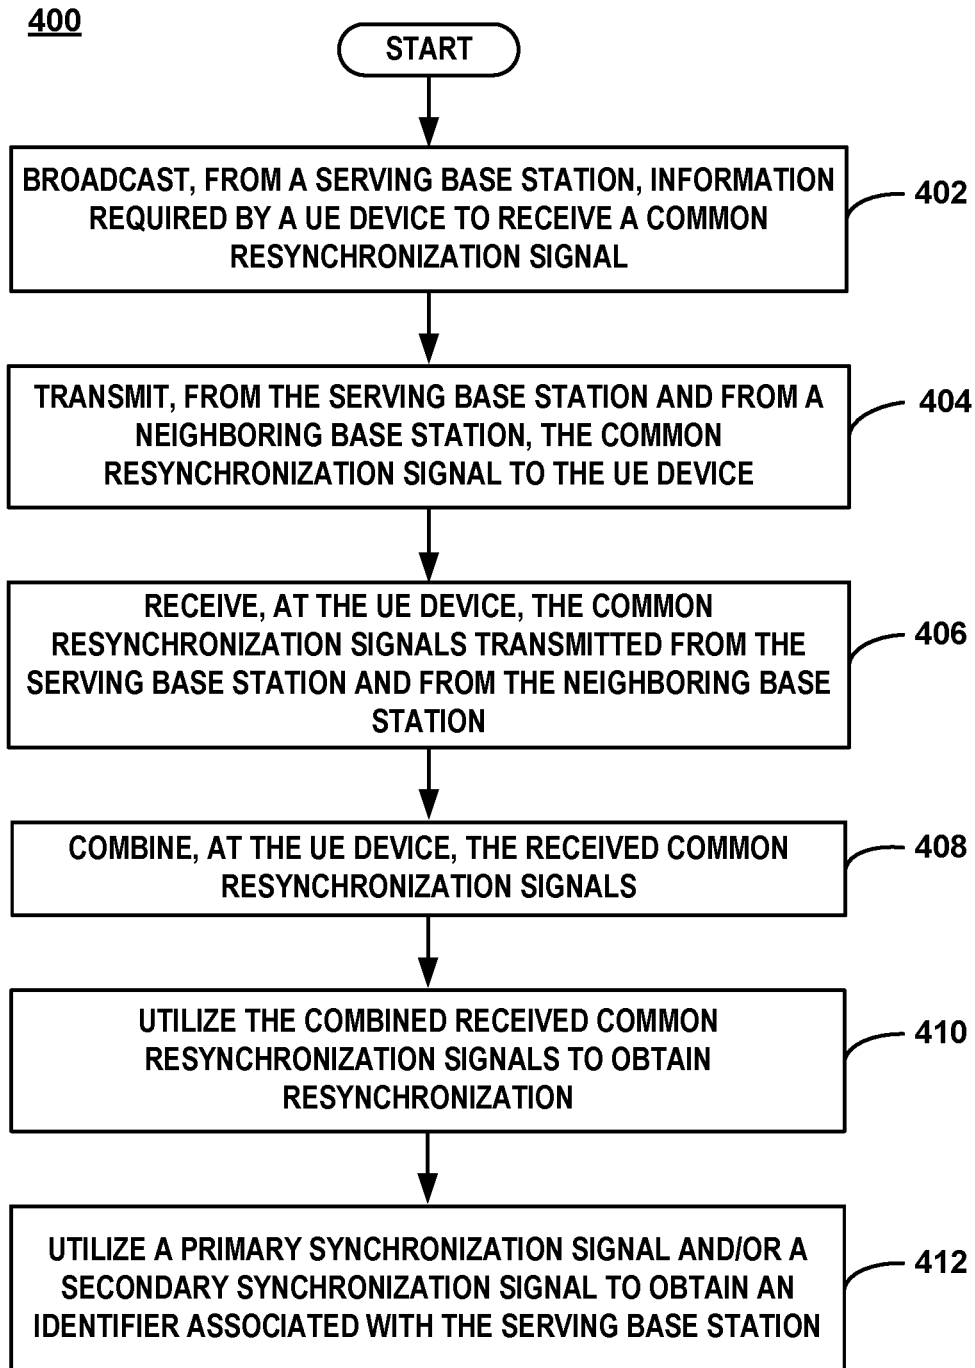 400
START
BROADCAST, FROM A SERVING BASE STATION, INFORMATION
REQUIRED BY A UE DEVICE TO RECEIVE A COMMON
RESYNCHRONIZATION SIGNAL
402
TRANSMIT, FROM THE SERVING BASE STATION AND FROM A
NEIGHBORING BASE STATION, THE COMMON
RESYNCHRONIZATION SIGNAL TO THE UE DEVICE
404
RECEIVE, AT THE UE DEVICE, THE COMMON
RESYNCHRONIZATION SIGNALS TRANSMITTED FROM THE
SERVING BASE STATION AND FROM THE NEIGHBORING BASE
STATION
406
COMBINE, AT THE UE DEVICE, THE RECEIVED COMMON
RESYNCHRONIZATION SIGNALS
408
UTILIZE THE COMBINED RECEIVED COMMON
RESYNCHRONIZATION SIGNALS TO OBTAIN
RESYNCHRONIZATION
410
UTILIZE A PRIMARY SYNCHRONIZATION SIGNAL AND/OR A
SECONDARY SYNCHRONIZATION SIGNAL TO OBTAIN AN
IDENTIFIER ASSOCIATED WITH THE SERVING BASE STATION
412